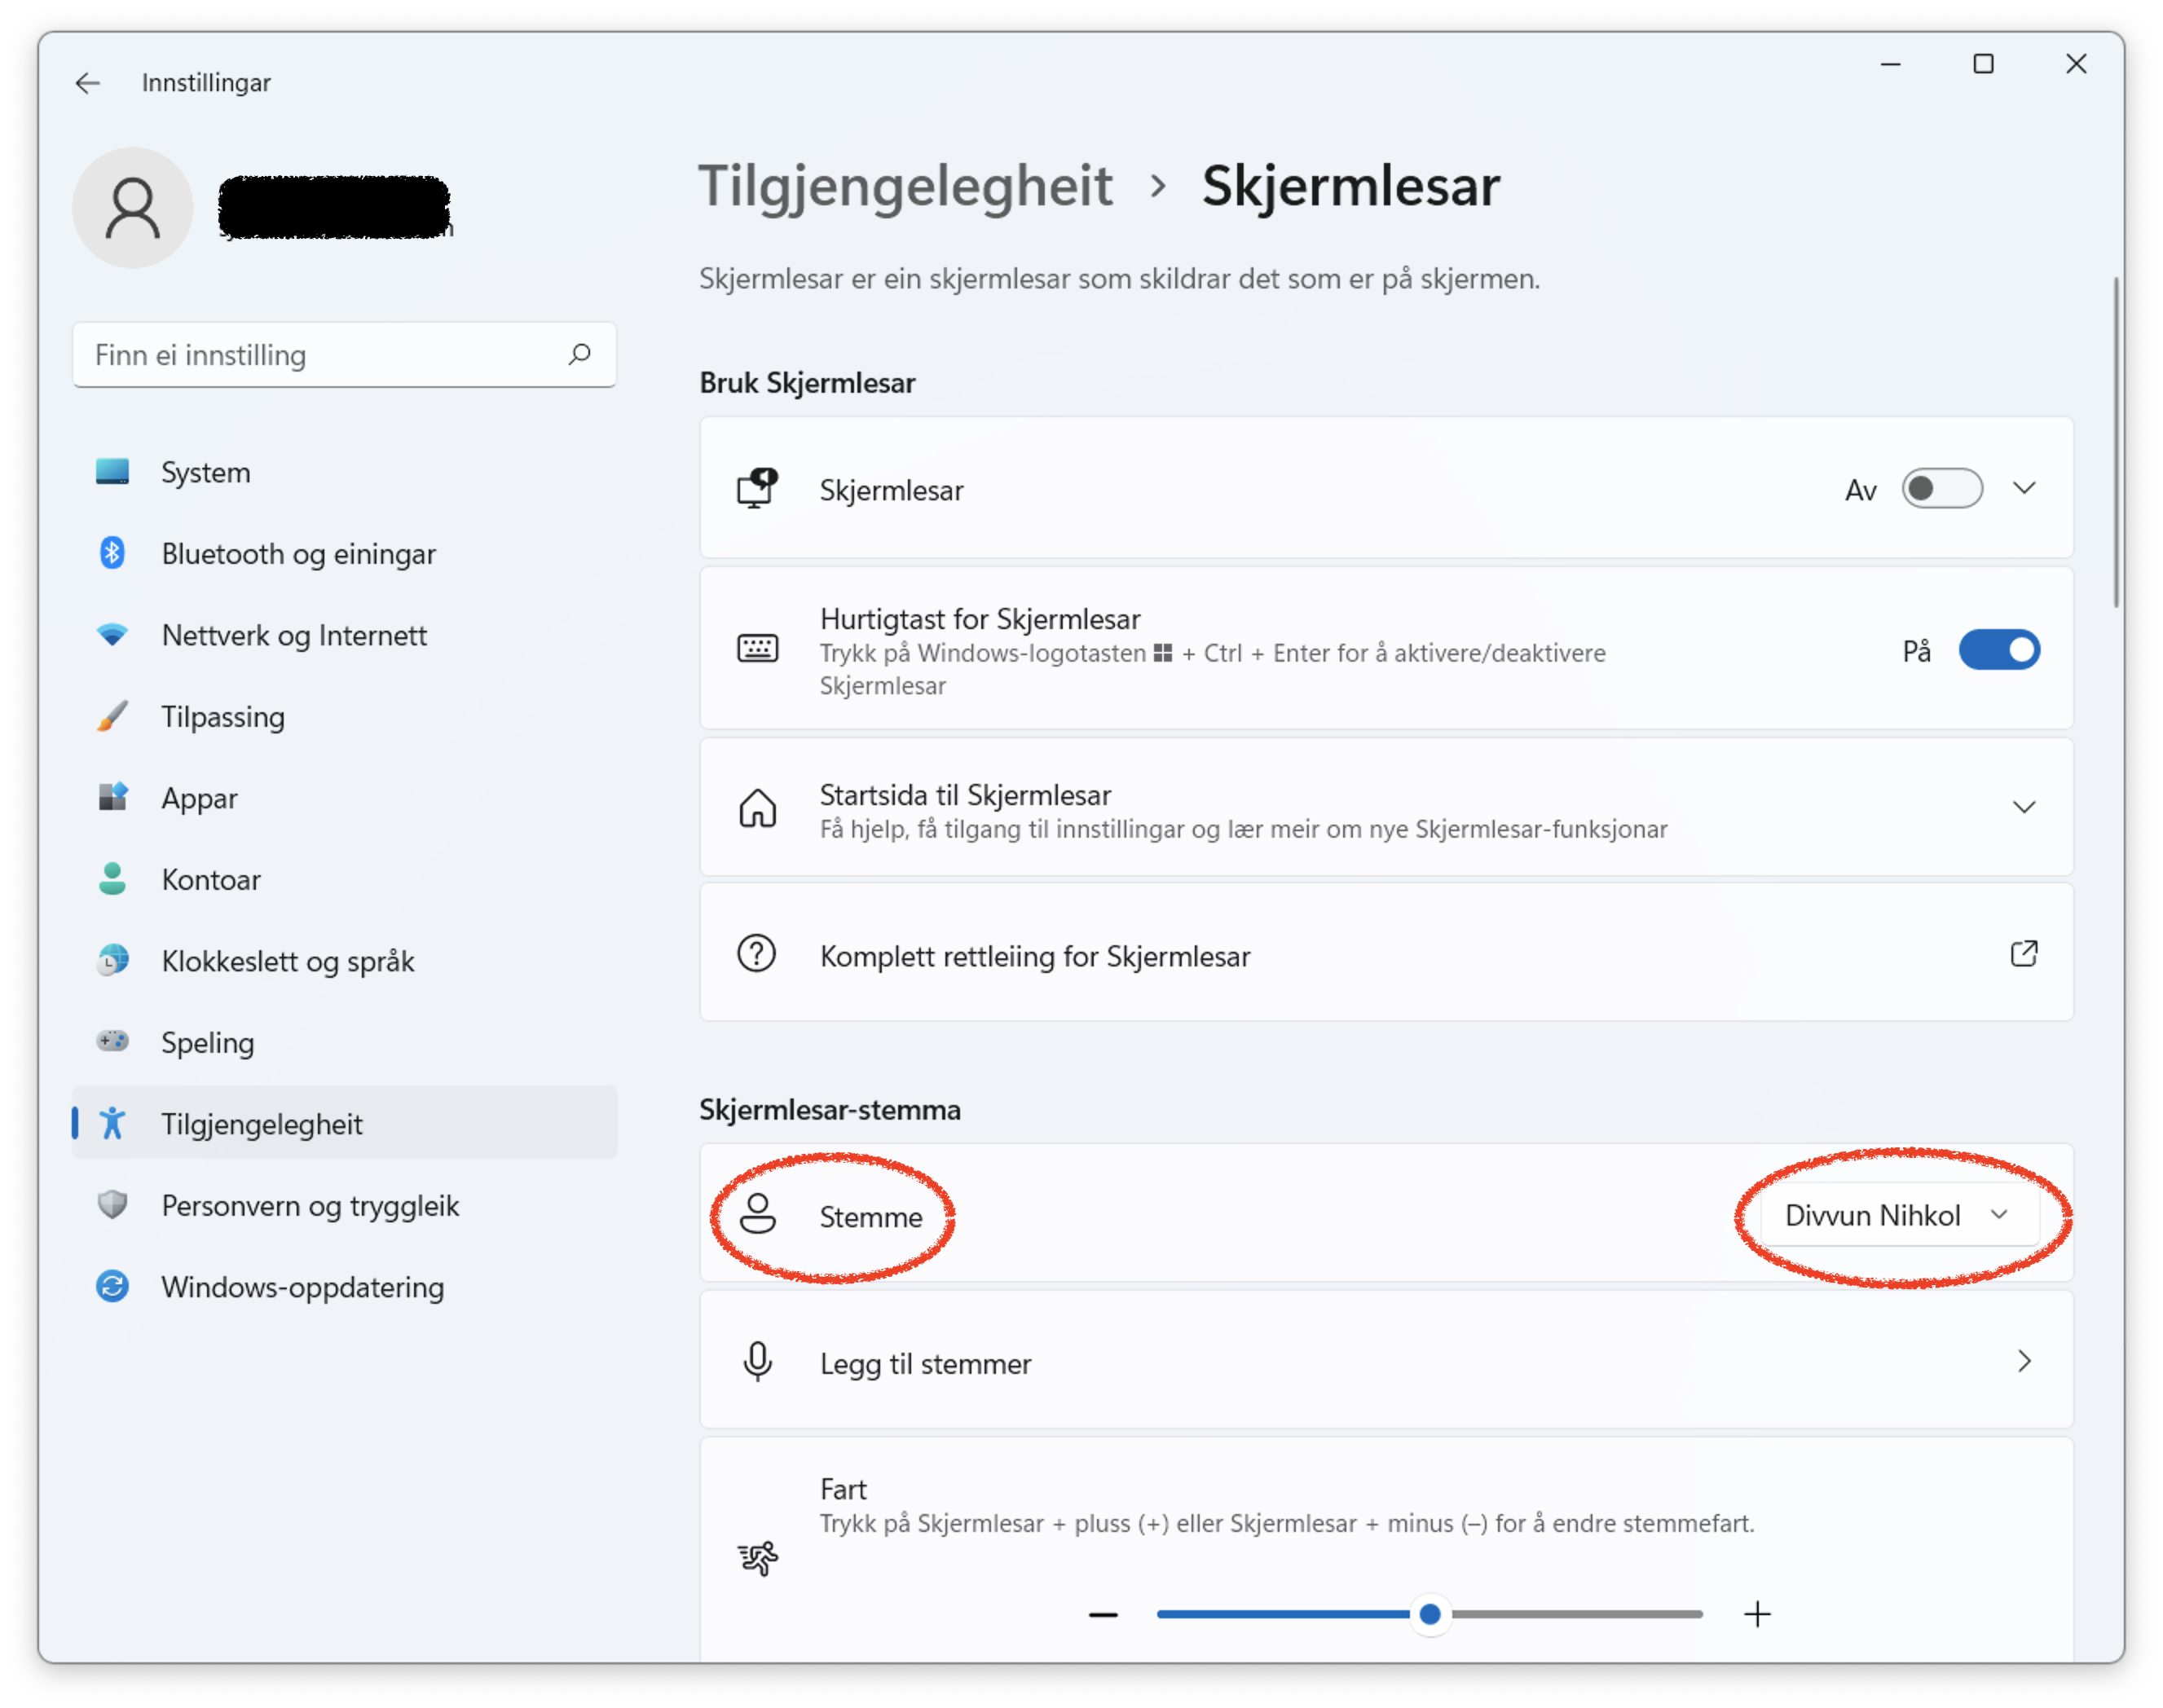 Innstillingar
Finn ei innstilling
System
Bluetooth og einingar
Nettverk og Internett
Tilpassing
Appar
Kontoar
Klokkeslett og språk
Speling
Tilgjengelegheit
Personvern og tryggleik
Windows-oppdatering
Tilgjengelegheit › Skjermlesar
Skjermlesar er ein skjermlesar som skildrar det som er på skjermen.
Bruk Skjermlesar
Skjermlesar Av
Hurtigtast for Skjermlesar
Trykk på Windows-logotasten + Ctrl + Enter for å aktivere/deaktivere
Skjermlesar
På
Startsida til Skjermlesar
Få hjelp, få tilgang til innstillingar og lær meir om nye Skjermlesar-funksjonar
Komplett rettleiing for Skjermlesar
Skjermlesar-stemma
Stemme Divvun Nihkol
Legg til stemmer
Fart
Trykk på Skjermlesar + pluss (+) eller Skjermlesar + minus (–) for å endre stemmefart.